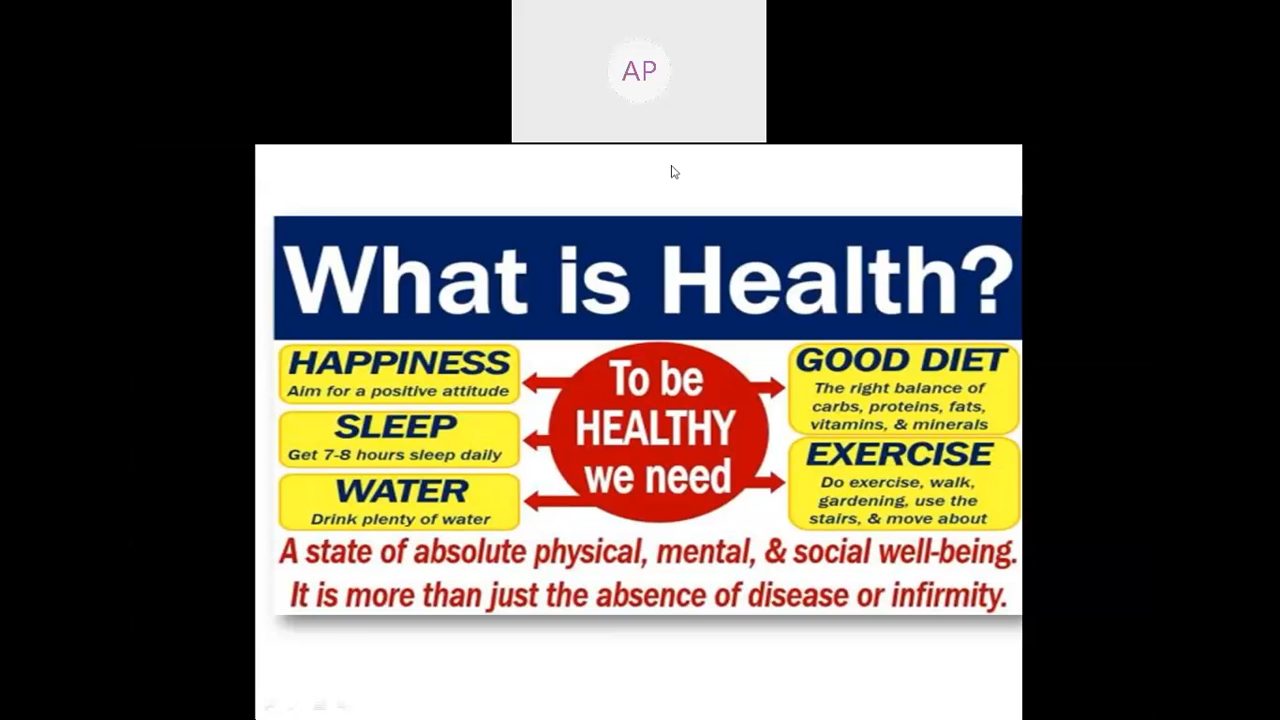 AP
What is Health?
HAPPINESS
Aim for a positive attitude
SLEEP
Get 7-8 hours sleep daily
WATER
Drink plenty of water
To be
HEALTHY
we need
GOOD DIET
The right balance of
carbs, proteins, fats,
vitamins, & minerals
EXERCISE
Do exercise, walk,
gardening, use the
stairs, & move about
A state of absolute physical, mental, & social well-being.
It is more than just the absence of disease or infirmity.